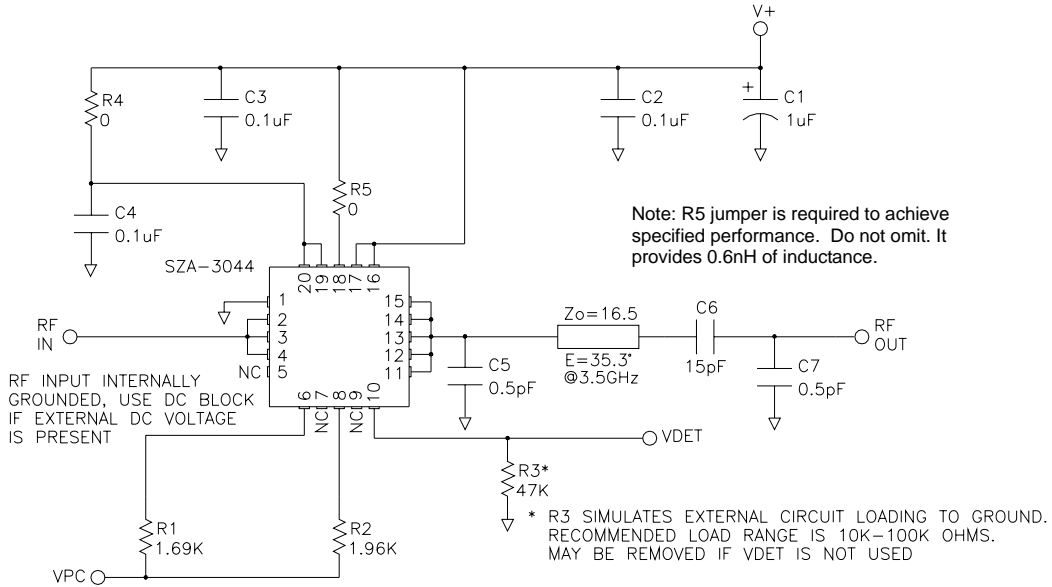 V+
R4
0
C3
0.1uF
C2
0.1uF
+
C1
1uF
R5
0
C4
0.1uF
Note: R5 jumper is required to achieve
specified performance. Do not omit. It
provides 0.6nH of inductance.
SZA-3044
20 19 18 17 16
1
2
3
4
5
15
14
13
12
11
6 7 8 9 10
NC
NC
NC
RF
IN
RF INPUT INTERNALLY
GROUNDED, USE DC BLOCK
IF EXTERNAL DC VOLTAGE
IS PRESENT
Zo=16.5
E=35.3°
@3.5GHz
C6
15pF
RF
OUT
C5
0.5pF
C7
0.5pF
VDET
R3*
47K
* R3 SIMULATES EXTERNAL CIRCUIT LOADING TO GROUND.
RECOMMENDED LOAD RANGE IS 10K-100K OHMS.
MAY BE REMOVED IF VDET IS NOT USED
R1
1.69K
R2
1.96K
VPC